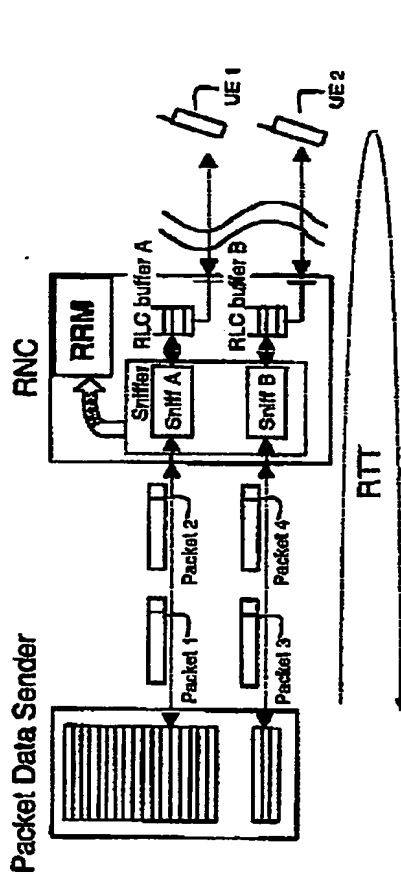 Packet Data Sender
RNC
RRM
Sniffer
Sniff A
Sniff B
RLC buffer A
RLC buffer B
UE 1
UE 2
Packet 1
Packet 2
Packet 3
Packet 4
RTT